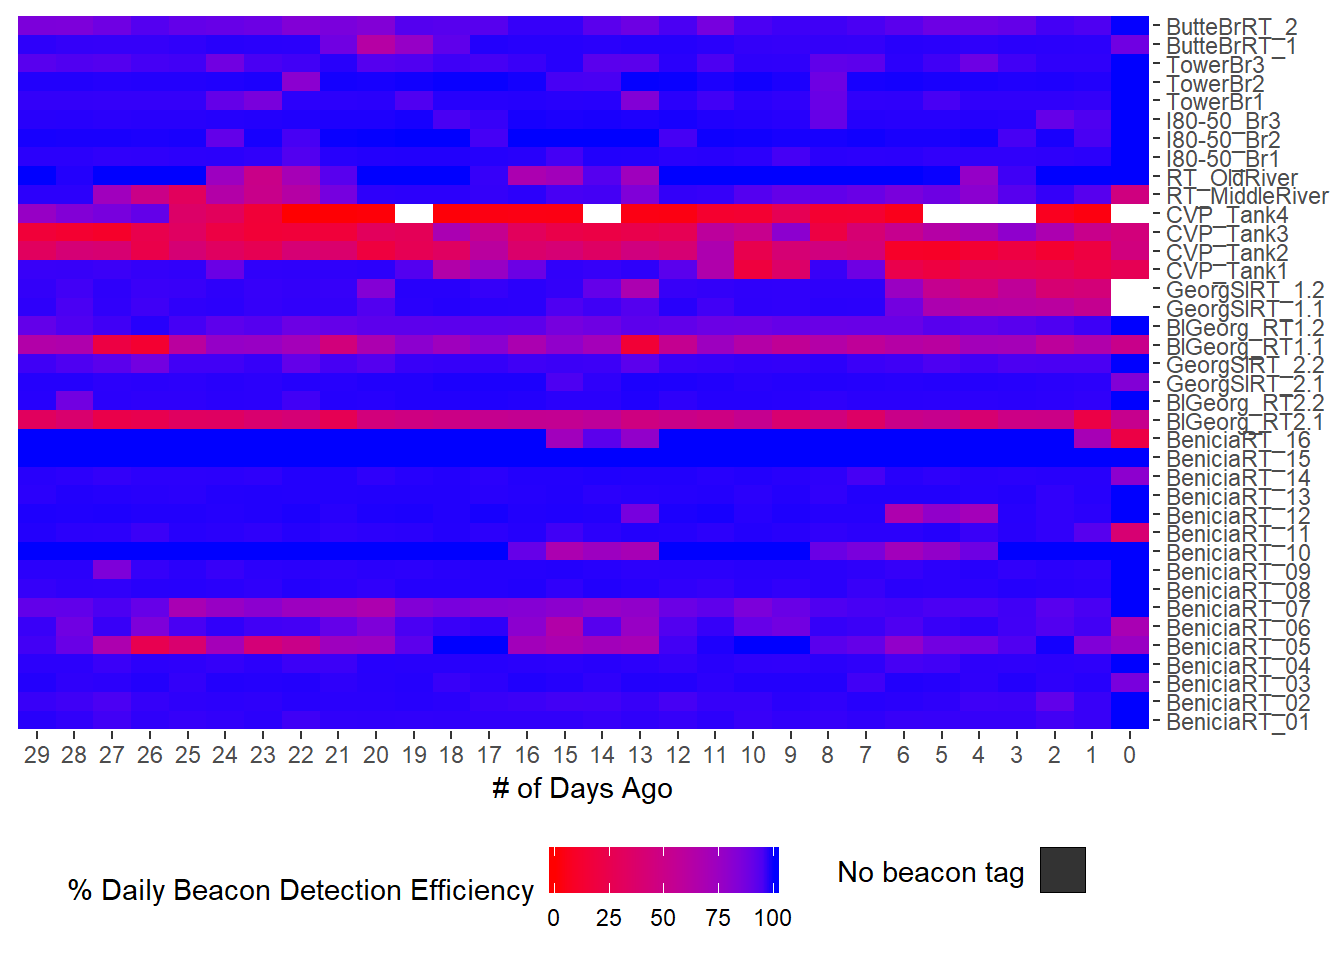 ButteBrRT_2
ButteBrRT_1
TowerBr3
TowerBr2
TowerBr1
I80-50_Br3
I80-50_Br2
I80-50_Br1
RT_OldRiver
RT_MiddleRiver
CVP_Tank4
CVP_Tank3
CVP_Tank2
CVP_Tank1
GeorgSlRT_1.2
GeorgSlRT_1.1
BlGeorg_RT1.2
BlGeorg_RT1.1
GeorgSlRT_2.2
GeorgSlRT_2.1
BlGeorg_RT2.2
BlGeorg_RT2.1
BeniciaRT_16
BeniciaRT_15
BeniciaRT_14
BeniciaRT_13
BeniciaRT_12
BeniciaRT_11
BeniciaRT_10
BeniciaRT_09
BeniciaRT_08
BeniciaRT_07
BeniciaRT_06
BeniciaRT_05
BeniciaRT_04
BeniciaRT_03
BeniciaRT_02
BeniciaRT_01
29 28 27 26 25 24 23 22 21 20 19 18 17 16 15 14 13 12 11 10 9 8 7 6 5 4 3 2 1 0
# of Days Ago
% Daily Beacon Detection Efficiency
0 25 50 75 100
No beacon tag